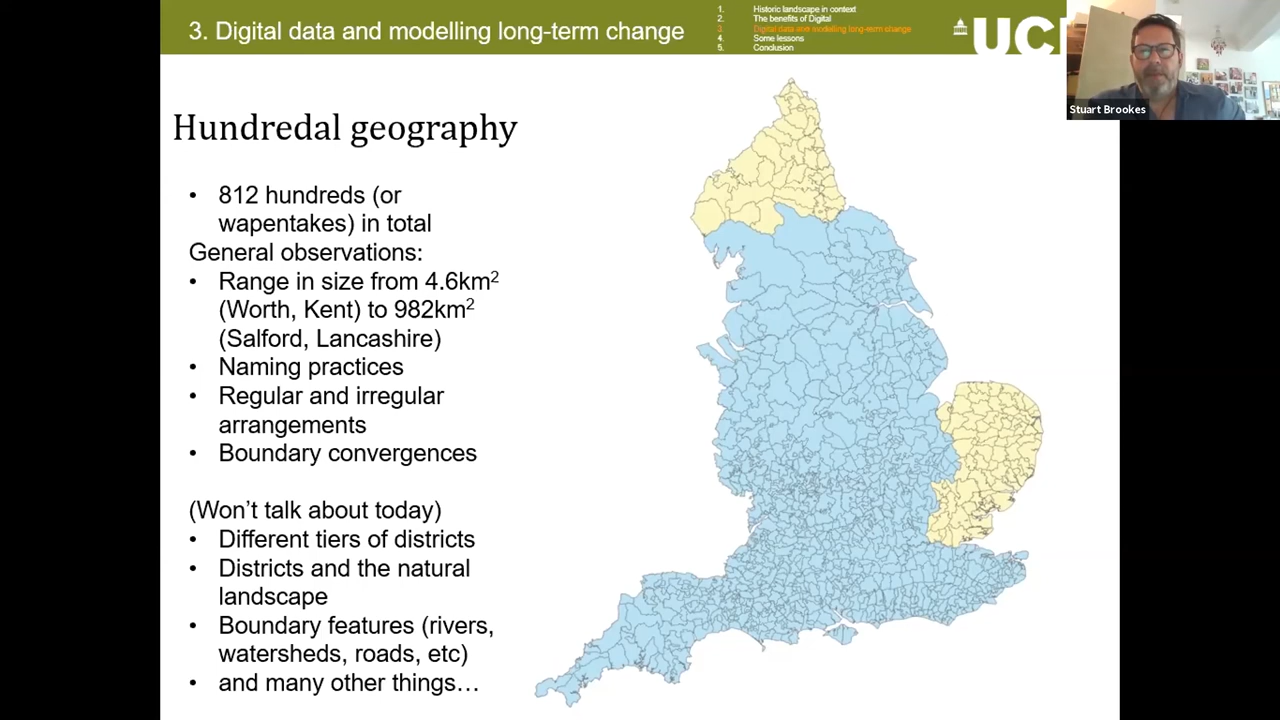 3. Digital data and modelling long-term change
1. Historic landscape in context
2. The benefits of Digital
3. Digital data and modelling long-term change
4. Some lessons
5. Conclusion
UCL
Stuart Brookes
Hundredal geography
• 812 hundreds (or
wapentakes) in total
General observations:
• Range in size from 4.6km²
(Worth, Kent) to 982km²
(Salford, Lancashire)
• Naming practices
• Regular and irregular
arrangements
• Boundary convergences
(Won't talk about today)
• Different tiers of districts
• Districts and the natural
landscape
• Boundary features (rivers,
watersheds, roads, etc)
• and many other things…